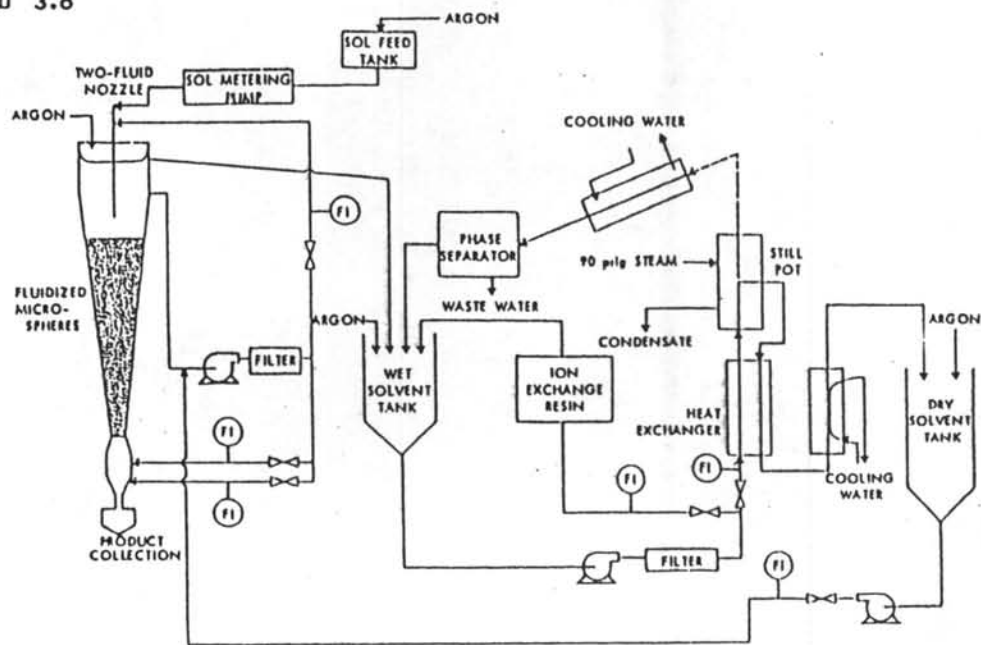 3.8
ARGON
SOL FEED
TANK
TWO-FLUID
NOZZLE
SOL METERING
PUMP
ARGON
COOLING WATER
FI
PHASE
SEPARATOR
90 psig STEAM
STILL
POT
WASTE WATER
FLUIDIZED
MICRO-
SPHERES
ARGON
CONDENSATE
ARGON
FILTER
WET
SOLVENT
TANK
ION
EXCHANGE
RESIN
HEAT
EXCHANGER
DRY
SOLVENT
TANK
FI
FI
FI
FI
COOLING
WATER
PRODUCT
COLLECTION
FILTER
FI